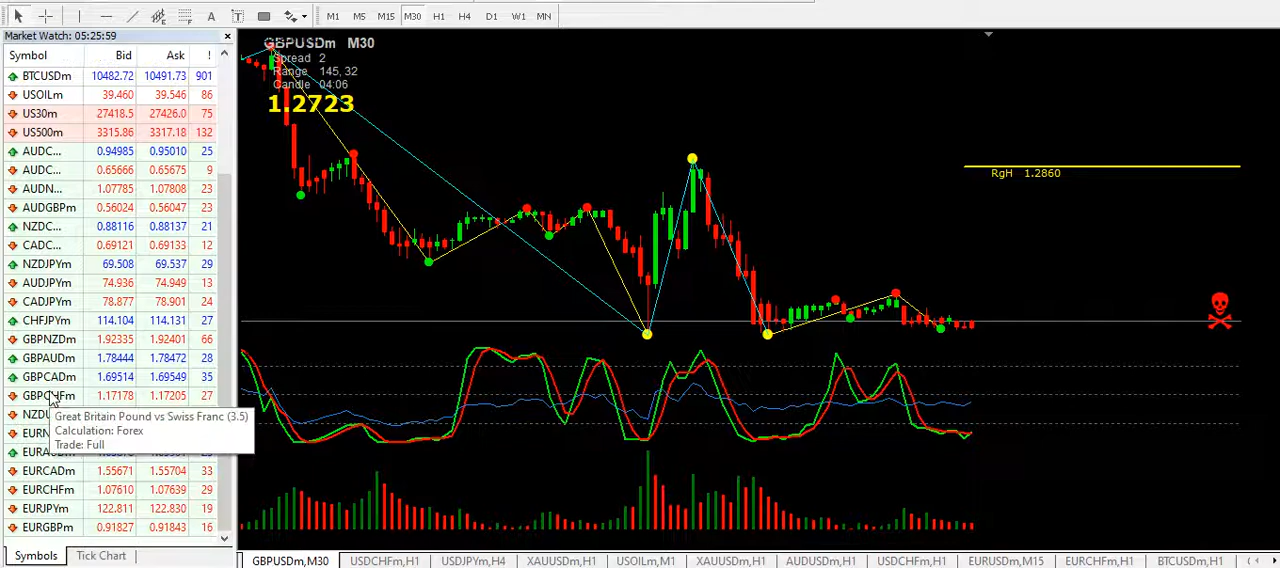 A T M1 M5 M15 M30 H1 H4 D1 W1 MN
Market Watch: 05:25:59
Symbol Bid Ask !
BTCUSDm 10482.72 10491.73 901
USOILm 39.460 39.546 86
US30m 27418.5 27426.0 75
US500m 3315.86 3317.18 132
AUDC... 0.94985 0.95010 25
AUDC... 0.65666 0.65675 9
AUDN... 1.07785 1.07808 23
AUDGBPm 0.56024 0.56047 23
NZDC... 0.88116 0.88137 21
CADC... 0.69121 0.69133 12
NZDJPYm 69.508 69.537 29
AUDJPYm 74.936 74.949 13
CADJPYm 78.877 78.901 24
CHFJPYm 114.104 114.131 27
GBPNZDm 1.92335 1.92401 66
GBPAUDm 1.78444 1.78472 28
GBPCADm 1.69514 1.69549 35
GBPCHFm 1.17178 1.17205 27
NZDU
Great Britain Pound vs Swiss Franc (3.5)
Calculation: Forex
Trade: Full
EURN
EURAUDm
EURCADm 1.55671 1.55704 33
EURCHFm 1.07610 1.07639 29
EURJPYm 122.811 122.830 19
EURGBPm 0.91827 0.91843 16
Symbols Tick Chart
GBPUSDm M30
Spread 2
Range 145, 32
Candle 04:06
1.2723
RgH 1.2860
GBPUSDm,M30 USDCHFm,H1 USDJPYm,H4 XAUUSDm,H1 USOILm,M1 XAUUSDm,H1 AUDUSDm,H1 USDCHFm,H1 EURUSDm,M15 EURCHFm,H1 BTCUSDm,H1